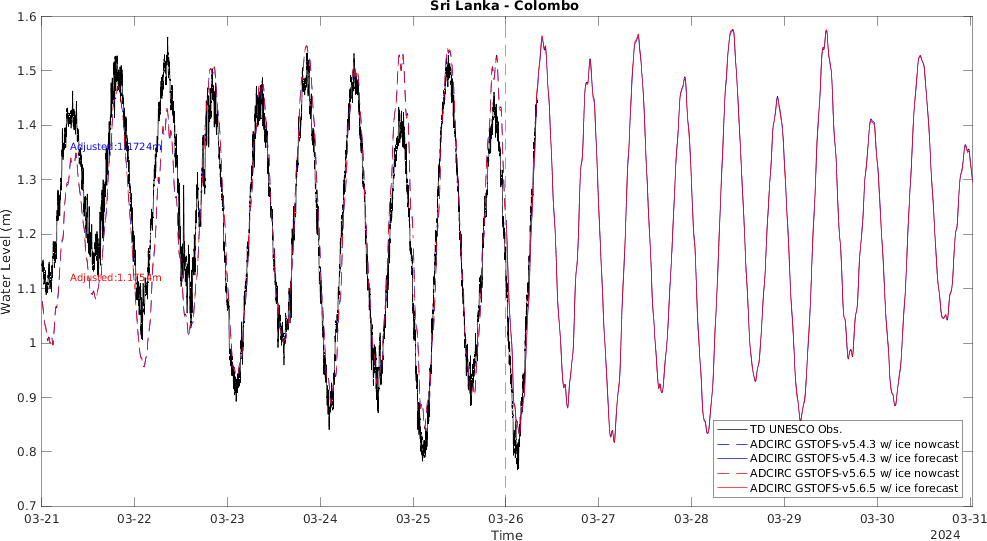 Sri Lanka - Colombo
1.6
1.5
1.4
1.3
1.2
1.1
1
0.9
0.8
0.7
Water Level (m)
Adjusted:1.1724m
Adjusted:1.1754m
TD UNESCO Obs.
ADCIRC GSTOFS-v5.4.3 w/ ice nowcast
ADCIRC GSTOFS-v5.4.3 w/ ice forecast
ADCIRC GSTOFS-v5.6.5 w/ ice nowcast
ADCIRC GSTOFS-v5.6.5 w/ ice forecast
03-21 03-22 03-23 03-24 03-25 03-26 03-27 03-28 03-29 03-30 03-31
Time
2024